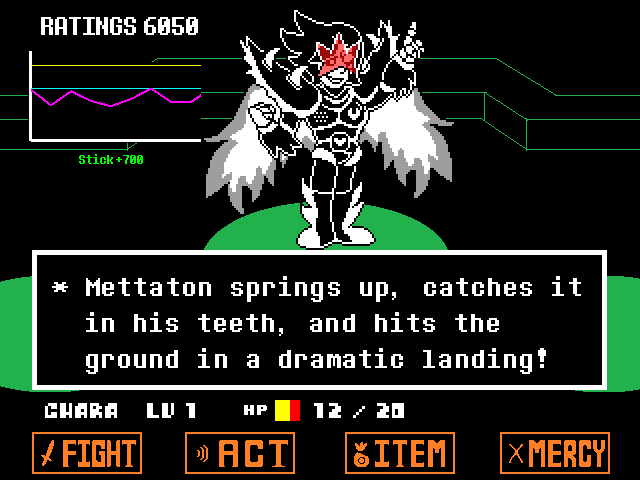 RATINGS 6050
Stick+700
* Mettaton springs up, catches it
in his teeth, and hits the
ground in a dramatic landing!
CHARA LV 1 HP 12 / 20
FIGHT ACT ITEM MERCY